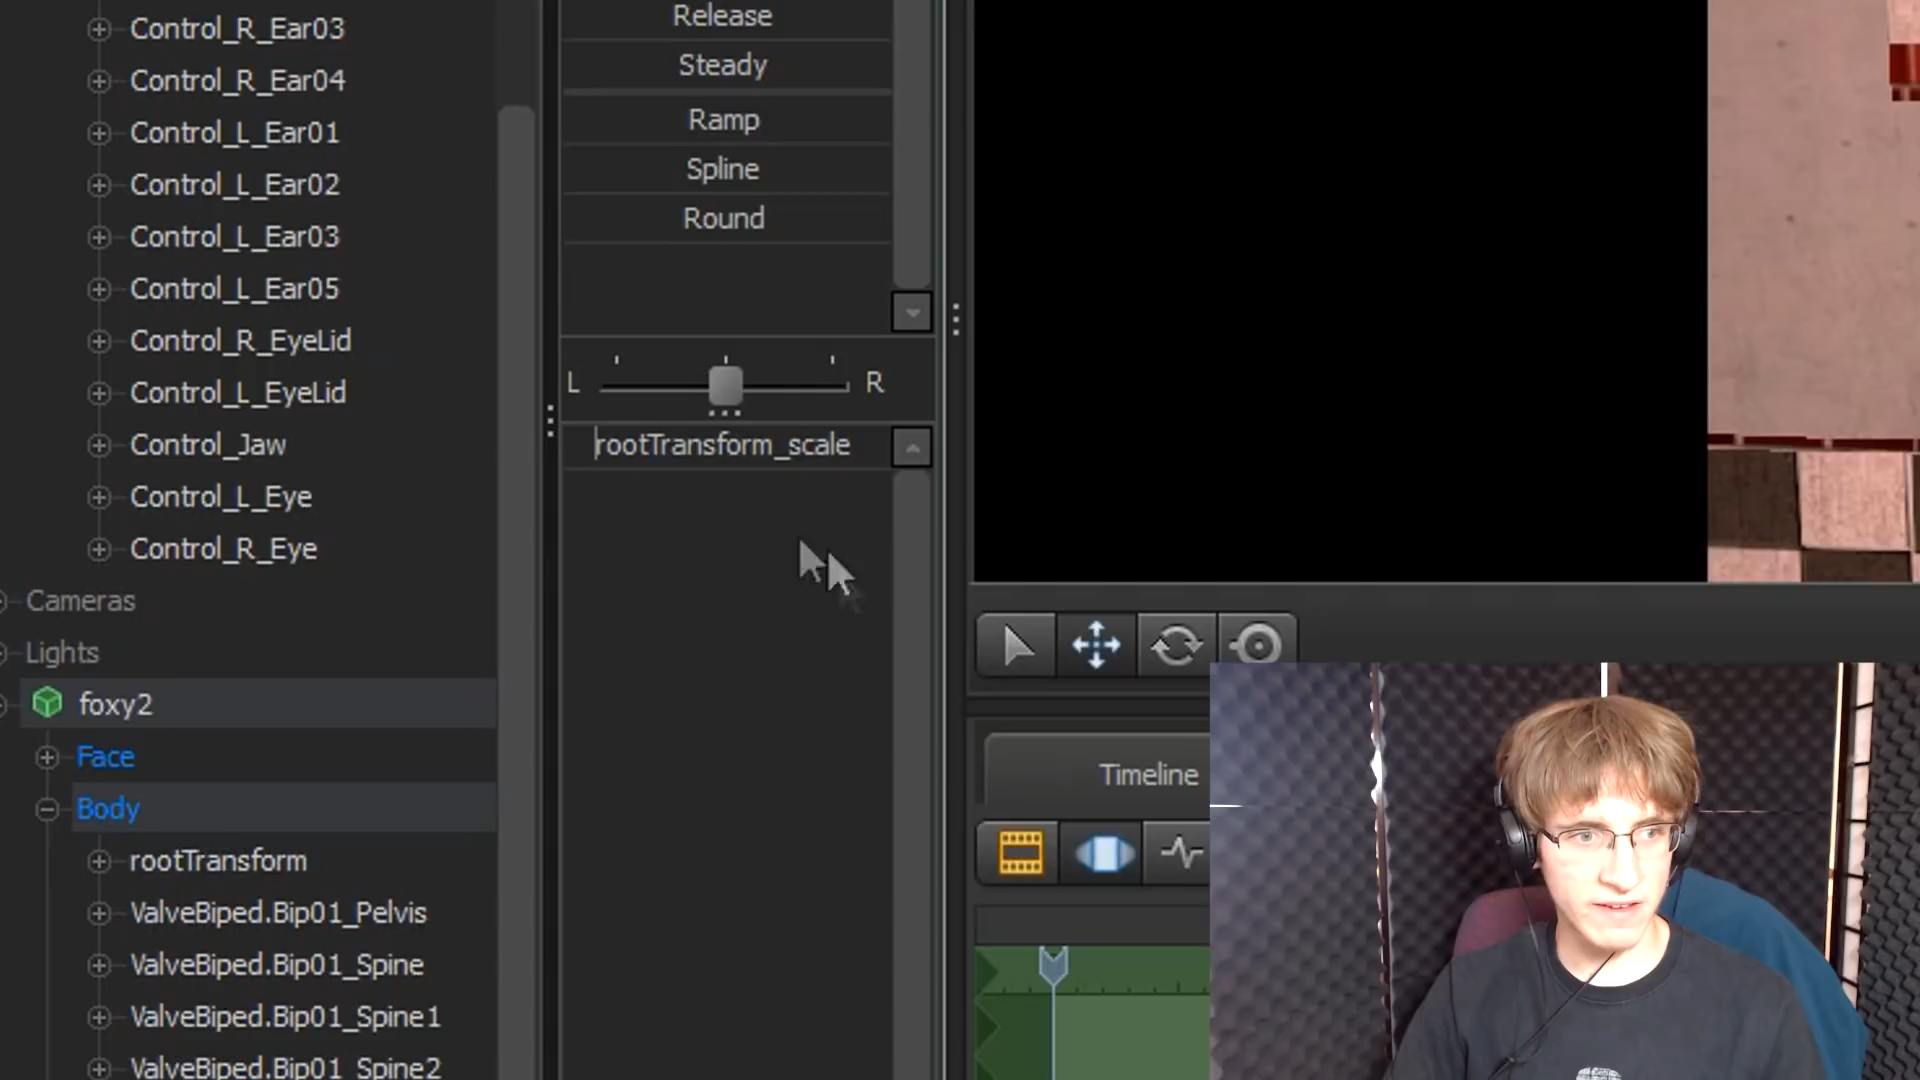 Control_R_Ear03
Control_R_Ear04
Control_L_Ear01
Control_L_Ear02
Control_L_Ear03
Control_L_Ear05
Control_R_EyeLid
Control_L_EyeLid
Control_Jaw
Control_L_Eye
Control_R_Eye
Cameras
Lights
foxy2
Face
Body
rootTransform
ValveBiped.Bip01_Pelvis
ValveBiped.Bip01_Spine
ValveBiped.Bip01_Spine1
ValveBiped.Bip01_Spine2
Release
Steady
Ramp
Spline
Round
L R
rootTransform_scale
Timeline